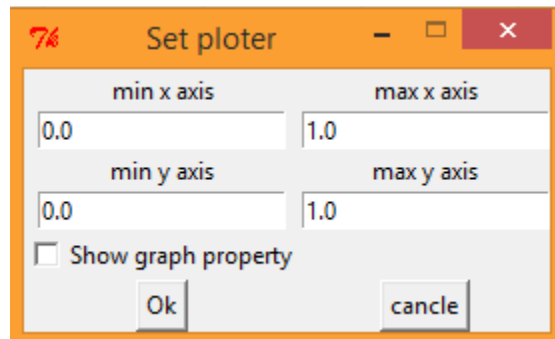 Set ploter
min x axis max x axis
0.0 1.0
min y axis max y axis
0.0 1.0
Show graph property
Ok cancle